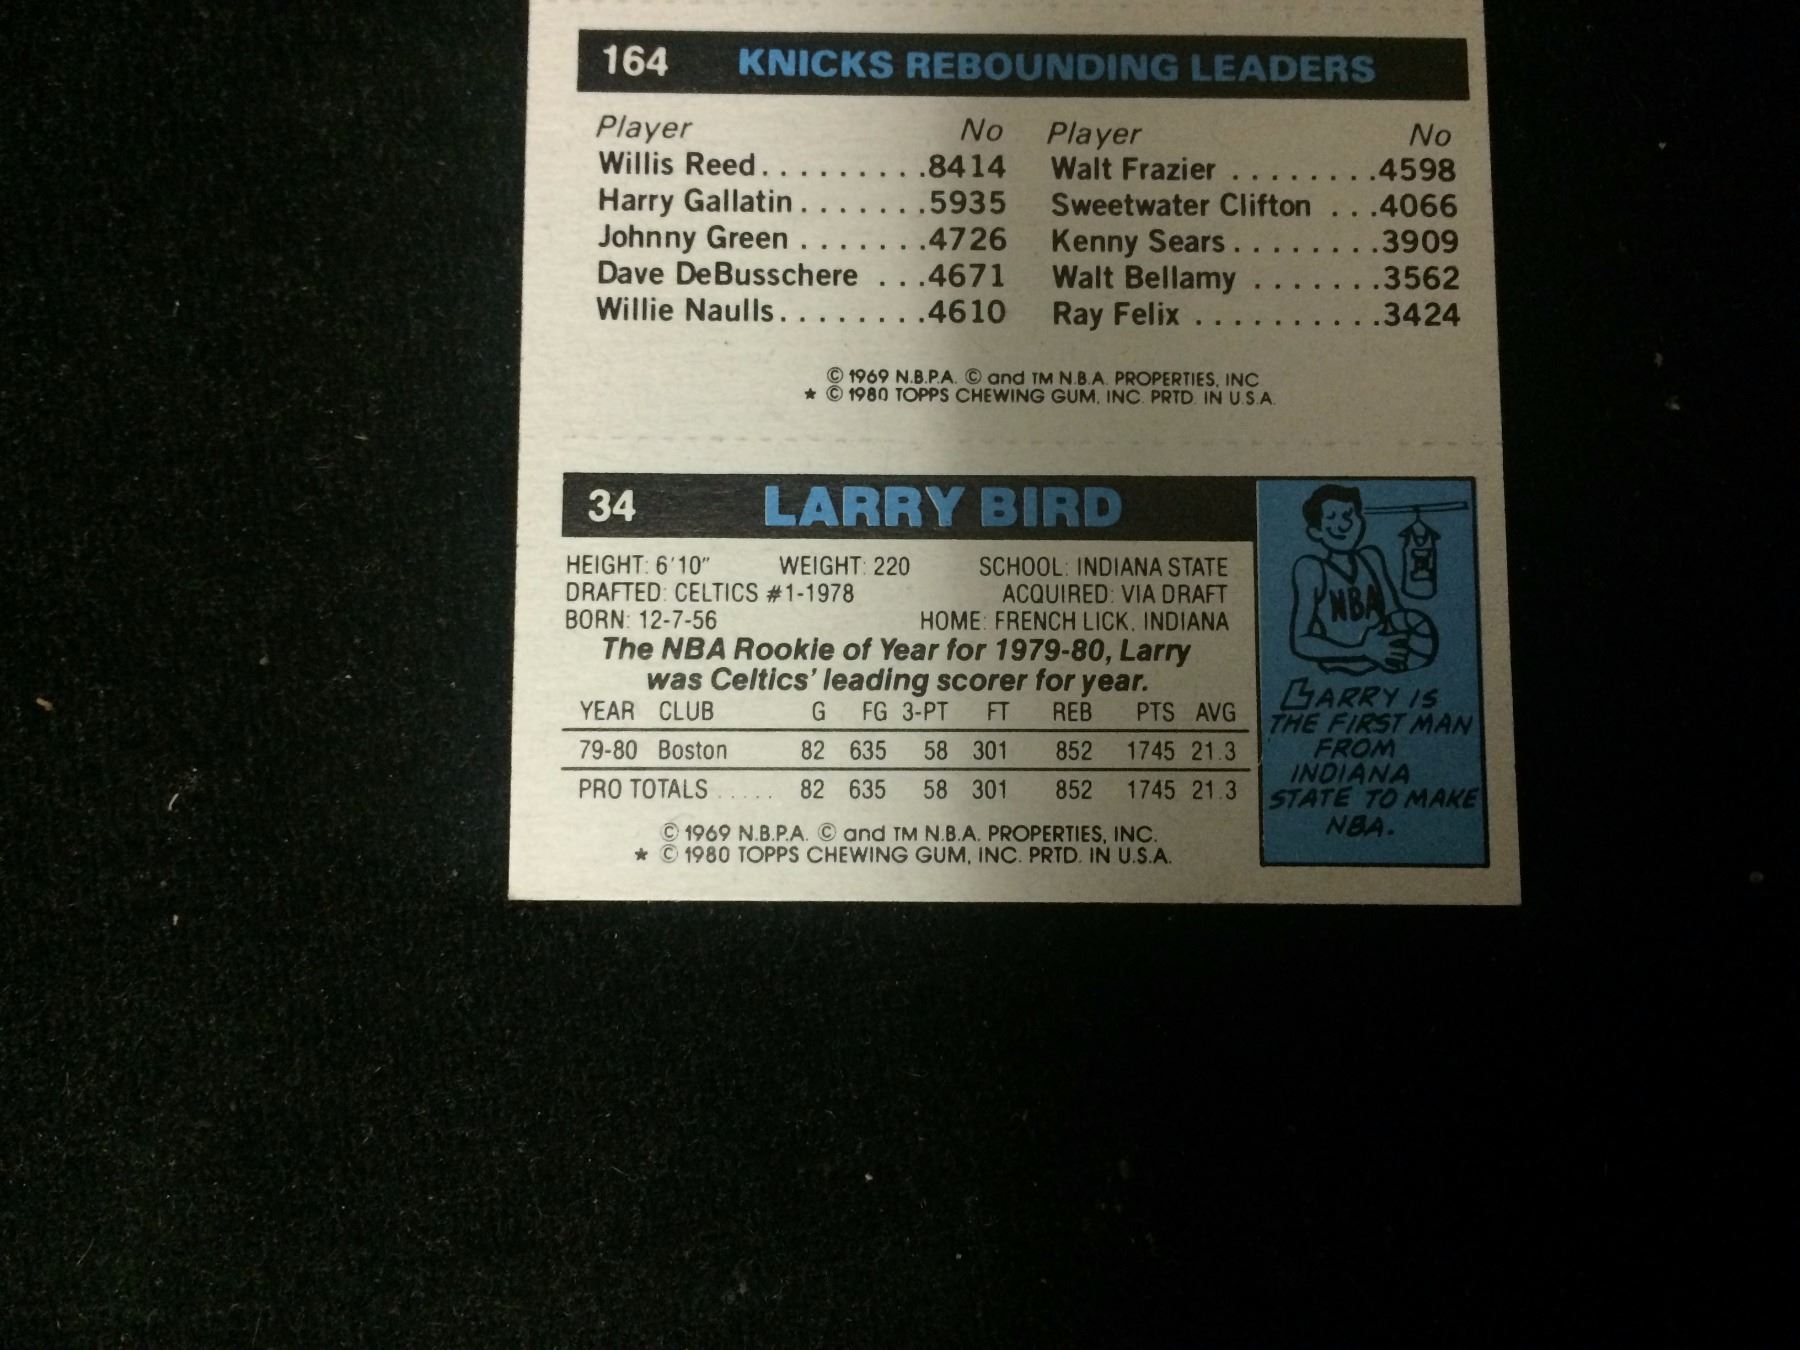 164 KNICKS REBOUNDING LEADERS
Player No Player No
Willis Reed. . . . . . . . . .8414 Walt Frazier . . . . . . . .4598
Harry Gallatin . . . . . . .5935 Sweetwater Clifton . . .4066
Johnny Green . . . . . . .4726 Kenny Sears. . . . . . . .3909
Dave DeBusschere . . .4671 Walt Bellamy . . . . . . .3562
Willie Naulls. . . . . . . . .4610 Ray Felix . . . . . . . . . .3424
© 1969 N.B.P.A. © and TM N.B.A. PROPERTIES, INC
* © 1980 TOPPS CHEWING GUM, INC. PRTD. IN U.S.A.
34 LARRY BIRD
HEIGHT: 6'10" WEIGHT: 220 SCHOOL: INDIANA STATE
DRAFTED: CELTICS #1-1978 ACQUIRED: VIA DRAFT
BORN: 12-7-56 HOME: FRENCH LICK, INDIANA
The NBA Rookie of Year for 1979-80, Larry
was Celtics' leading scorer for year.
YEAR CLUB G FG 3-PT FT REB PTS AVG
79-80 Boston 82 635 58 301 852 1745 21.3
PRO TOTALS . . . . . 82 635 58 301 852 1745 21.3
© 1969 N.B.P.A. © and TM N.B.A. PROPERTIES, INC.
* © 1980 TOPPS CHEWING GUM, INC. PRTD. IN U.S.A.
NBA
LARRY IS
THE FIRST MAN
FROM
INDIANA
STATE TO MAKE
NBA.